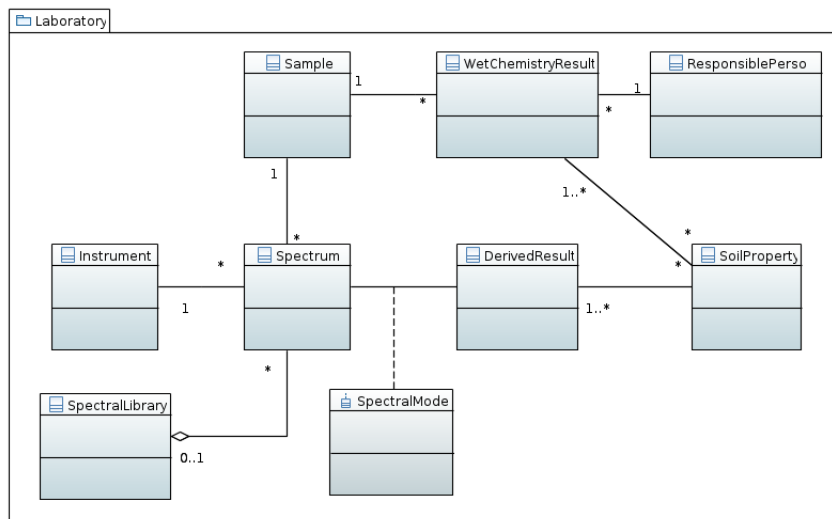 Laboratory
Sample
WetChemistryResult
ResponsiblePerso
1
*
*
1
1
1..*
*
*
Instrument
Spectrum
DerivedResult
SoilProperty
*
*
1
1..*
*
SpectralLibrary
SpectralMode
0..1